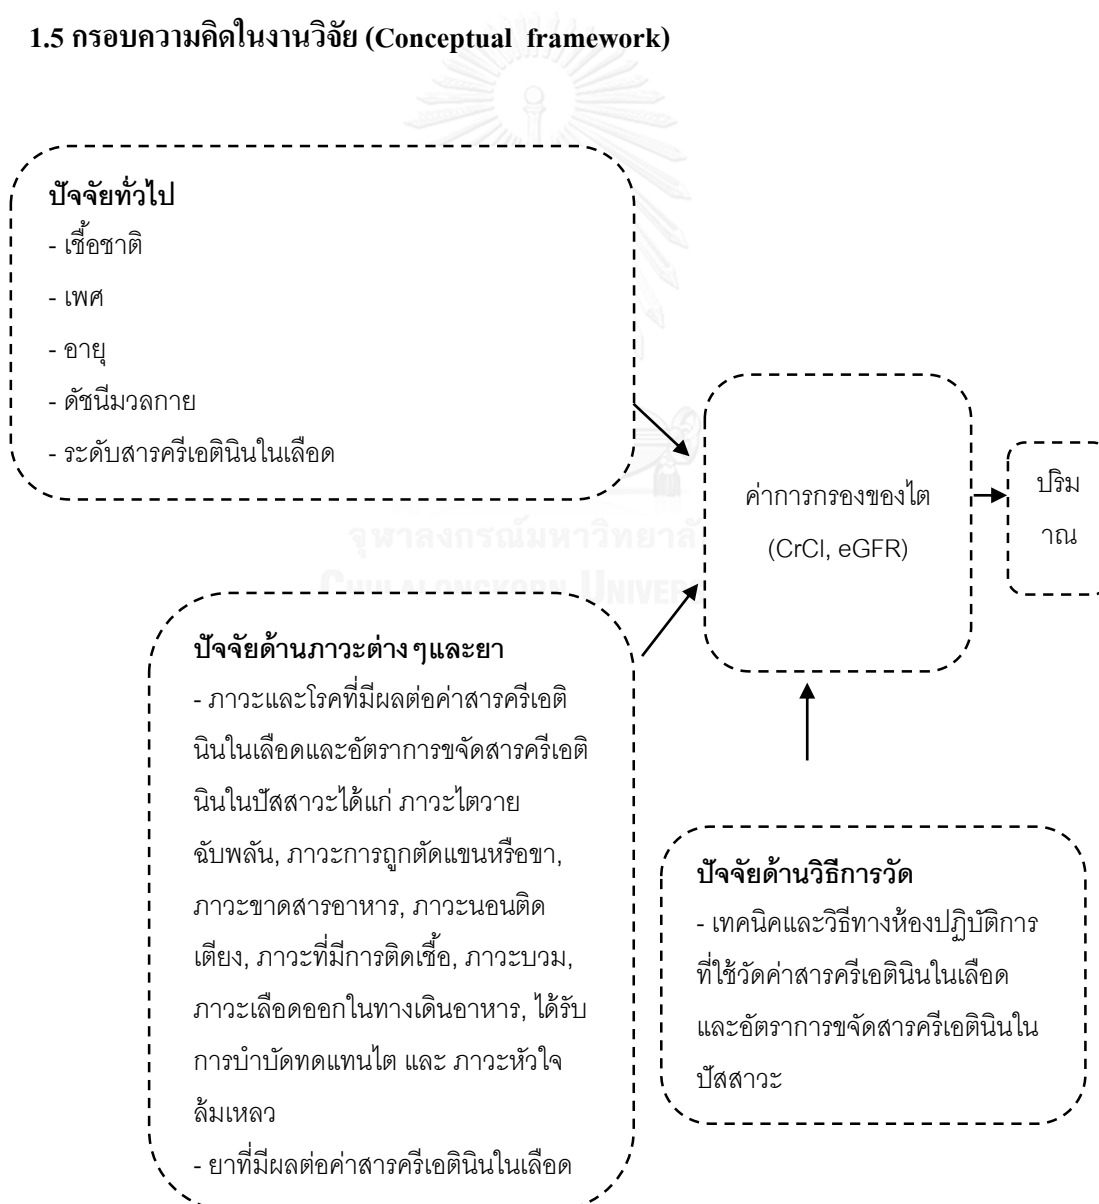 1.5 กรอบความคิดในงานวิจัย (Conceptual framework)
ปัจจัยทั่วไป
- เชื้อชาติ
- เพศ
- อายุ
- ดัชนีมวลกาย
- ระดับสารครีเอตินินในเลือด
ค่าการกรองของไต
(CrCl, eGFR)
ปริม
าณ
จุฬาลงกรณ์มหาวิทยาลั
CHULALONGKORN UNIVER
ปัจจัยด้านภาวะต่าง ๆและยา
- ภาวะและโรคที่มีผลต่อค่าสารครีเอติ
นินในเลือดและอัตราการขจัดสารครีเอติ
นินในปัสสาวะได้แก่ ภาวะไตวาย
ฉับพลัน, ภาวะการถูกตัดแขนหรือขา,
ภาวะขาดสารอาหาร, ภาวะนอนติด
เตียง, ภาวะที่มีการติดเชื้อ, ภาวะบวม,
ภาวะเลือดออกในทางเดินอาหาร, ได้รับ
การบำบัดทดแทนไต และ ภาวะหัวใจ
ล้มเหลว
- ยาที่มีผลต่อค่าสารครีเอตินินในเลือด
ปัจจัยด้านวิธีการวัด
- เทคนิคและวิธีทางห้องปฏิบัติการ
ที่ใช้วัดค่าสารครีเอตินินในเลือด
และอัตราการขจัดสารครีเอตินินใน
ปัสสาวะ